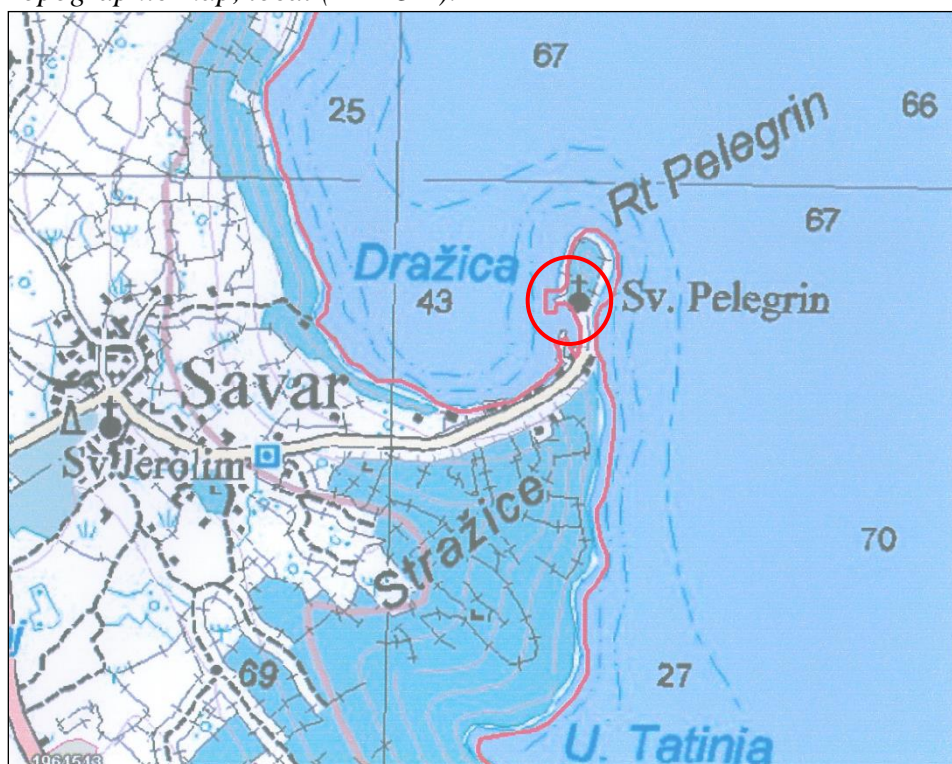 67
25
66
Rt Pelegrin
67
Dražica
43
Sv. Pelegrin
Savar
Sv.Jerolim
Stražice
70
69
27
U. Tatinja